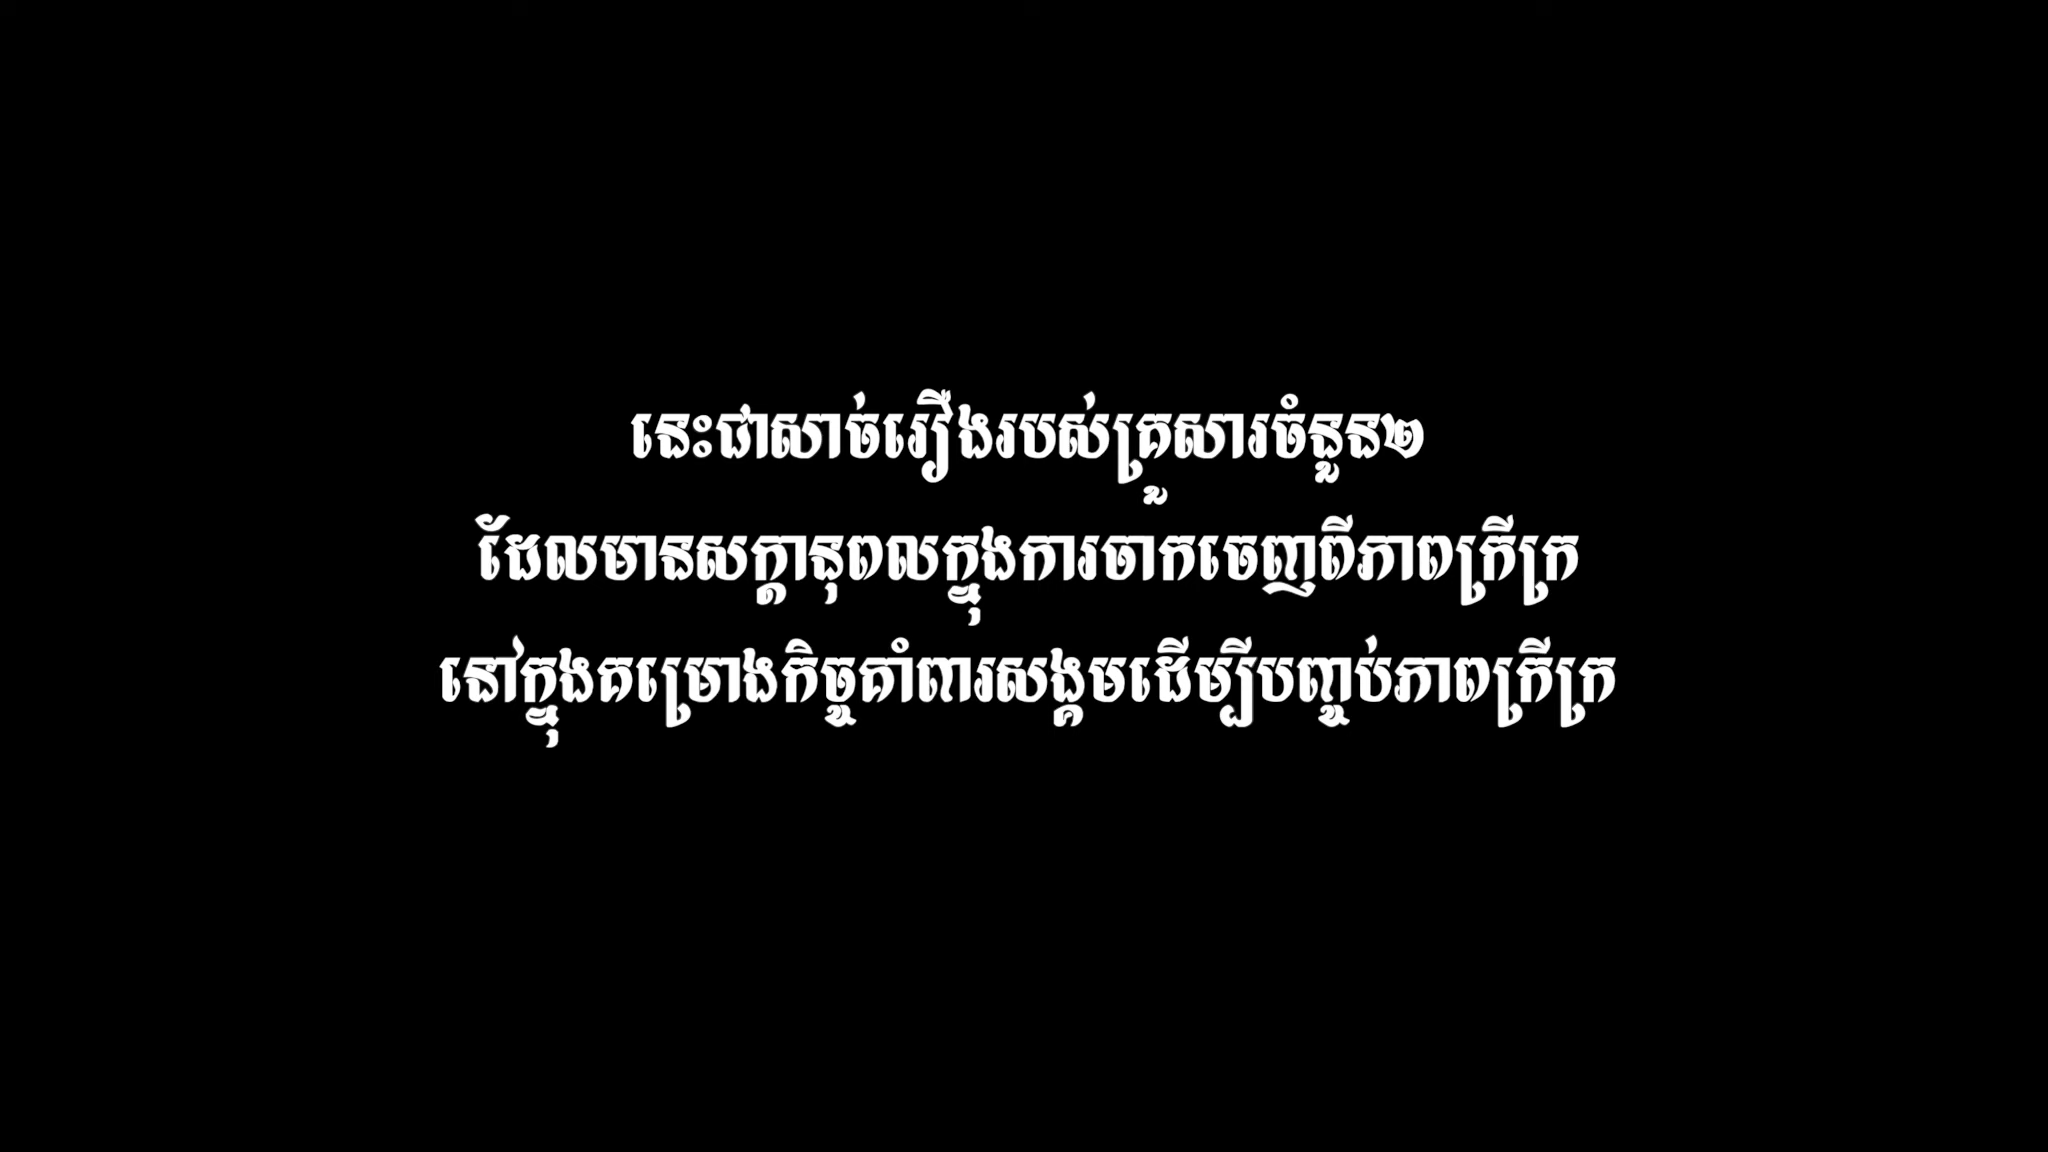 នេះជាសាច់រឿងរបស់គ្រួសារចំនួន២
ដែលមានសក្តានុពលក្នុងការចាកចេញពីភាពក្រីក្រ
នៅក្នុងគម្រោងកិច្ចគាំពារសង្គមដើម្បីបញ្ចប់ភាពក្រីក្រ